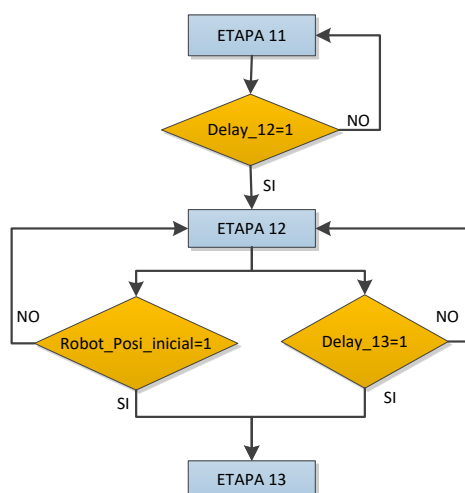 ETAPA 11
NO
Delay_12=1
SI
ETAPA 12
NO
NO
Robot_Posi_inicial=1
Delay_13=1
SI
SI
ETAPA 13